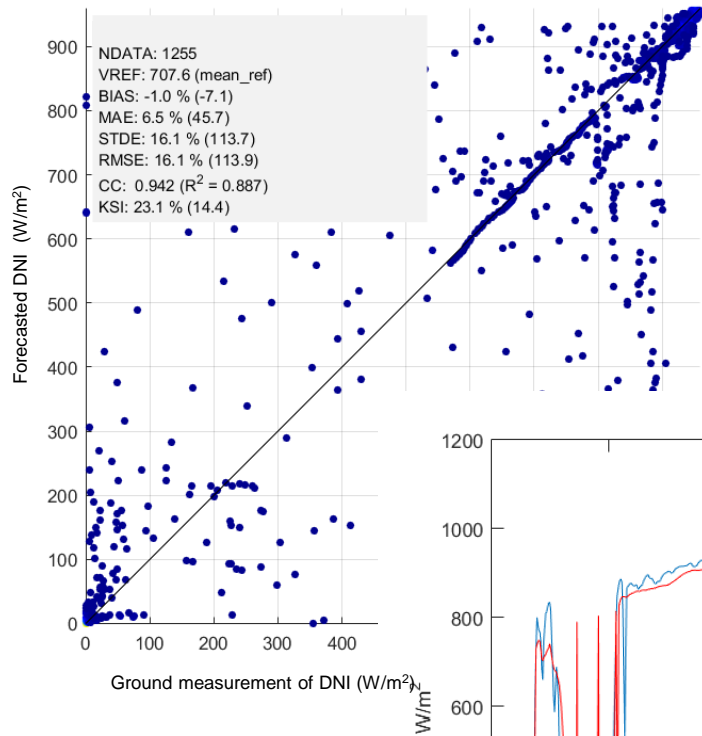 900
800
700
600
500
400
300
200
100
0
NDATA: 1255
VREF: 707.6 (mean_ref)
BIAS: -1.0 % (-7.1)
MAE: 6.5 % (45.7)
STDE: 16.1 % (113.7)
RMSE: 16.1 % (113.9)
CC: 0.942 (R² = 0.887)
KSI: 23.1 % (14.4)
Forecasted DNI (W/m²)
0 100 200 300 400
Ground measurement of DNI (W/m²)
1200
1000
800
600
W/m²